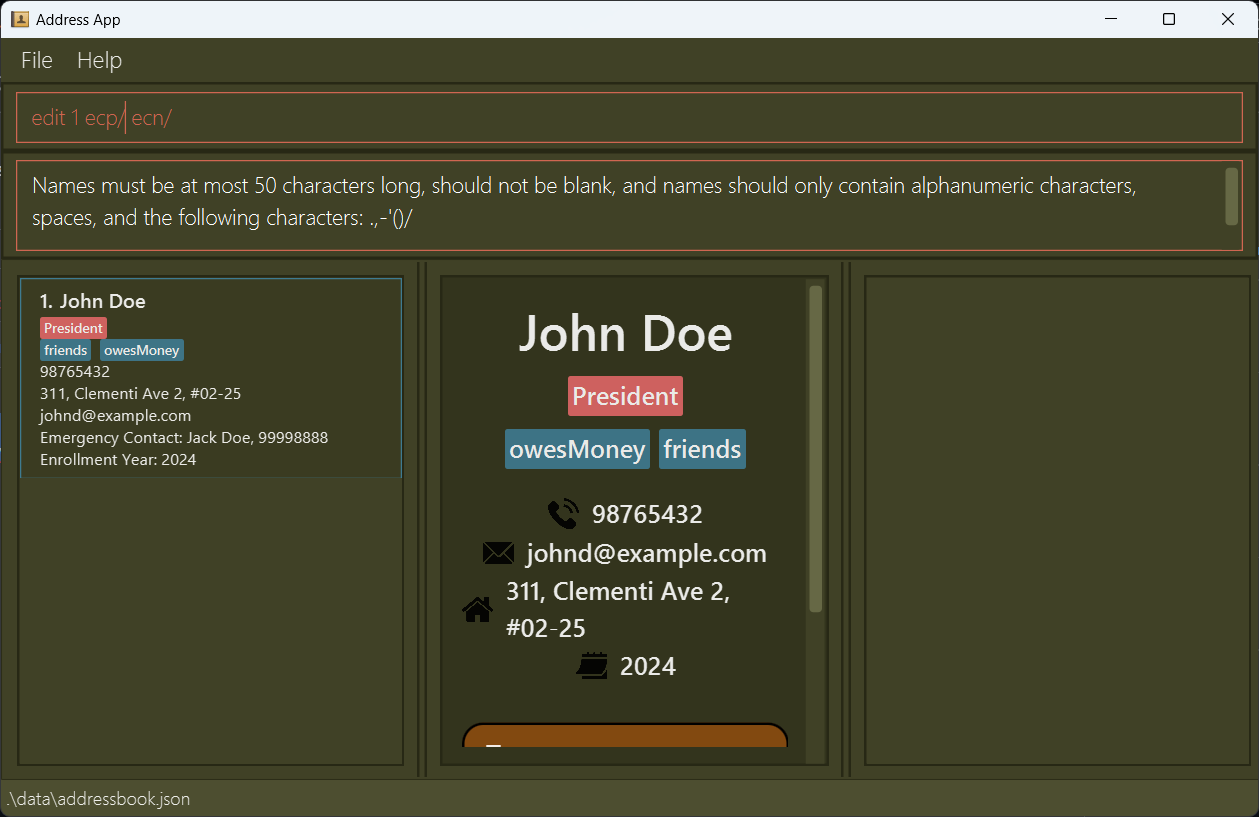 Address App
File Help
edit 1 ecp/ ecn/
Names must be at most 50 characters long, should not be blank, and names should only contain alphanumeric characters,
spaces, and the following characters: .,-'()/
1. John Doe
President
friends owesMoney
98765432
311, Clementi Ave 2, #02-25
johnd@example.com
Emergency Contact: Jack Doe, 99998888
Enrollment Year: 2024
John Doe
President
owesMoney friends
98765432
johnd@example.com
311, Clementi Ave 2,
#02-25
2024
.\data\addressbook.json